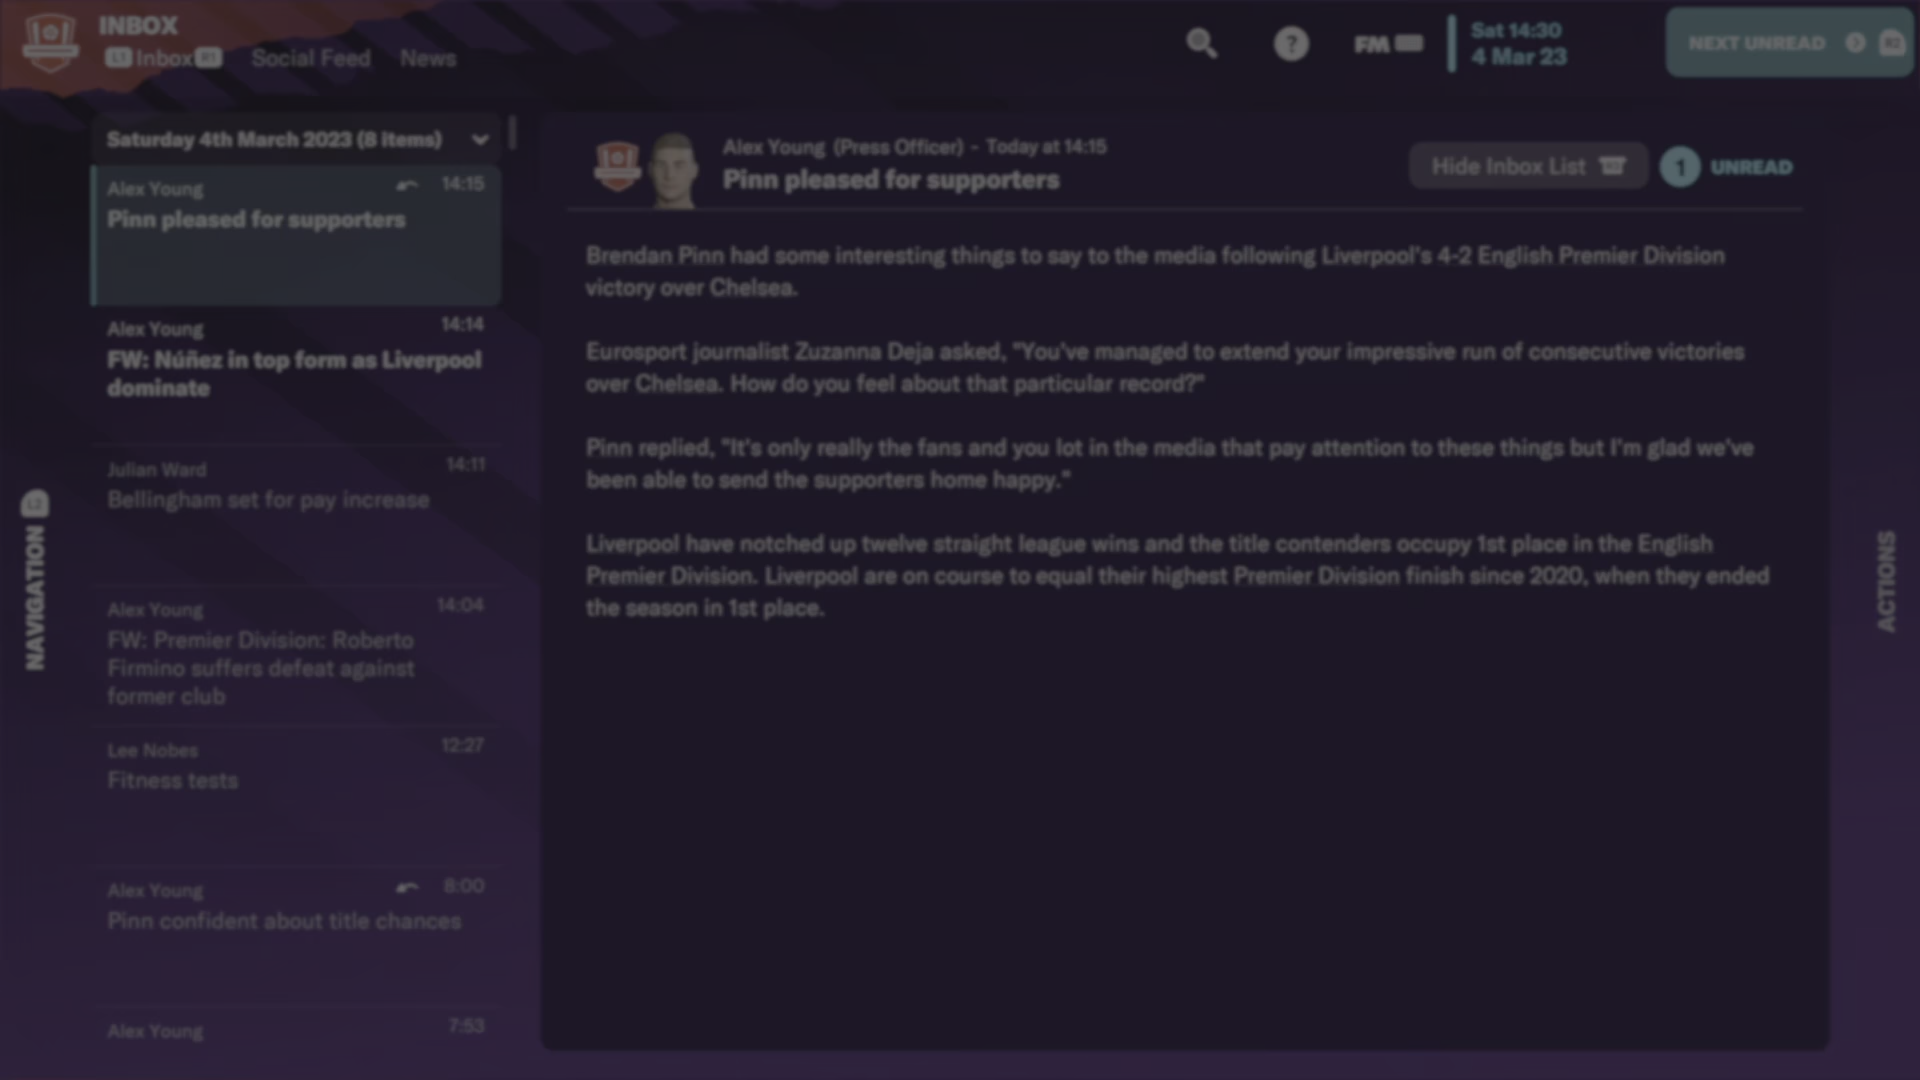 INBOX
L1 Inbox R1 Social Feed News
FM
Sat 14:30
4 Mar 23
NEXT UNREAD R2
Saturday 4th March 2023 (8 items)
Alex Young 14:15
Pinn pleased for supporters
Alex Young 14:14
FW: Núñez in top form as Liverpool
dominate
Julian Ward 14:11
Bellingham set for pay increase
Alex Young 14:04
FW: Premier Division: Roberto
Firmino suffers defeat against
former club
Lee Nobes 12:27
Fitness tests
Alex Young 8:00
Pinn confident about title chances
Alex Young 7:53
NAVIGATION L2
Alex Young (Press Officer) - Today at 14:15
Pinn pleased for supporters
Hide Inbox List
1 UNREAD
Brendan Pinn had some interesting things to say to the media following Liverpool's 4-2 English Premier Division
victory over Chelsea.
Eurosport journalist Zuzanna Deja asked, "You've managed to extend your impressive run of consecutive victories
over Chelsea. How do you feel about that particular record?"
Pinn replied, "It's only really the fans and you lot in the media that pay attention to these things but I'm glad we've
been able to send the supporters home happy."
Liverpool have notched up twelve straight league wins and the title contenders occupy 1st place in the English
Premier Division. Liverpool are on course to equal their highest Premier Division finish since 2020, when they ended
the season in 1st place.
ACTIONS